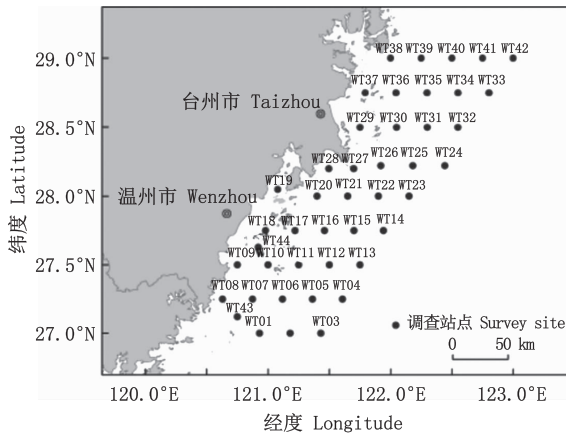 WT38 WT39 WT40 WT41 WT42
29.0°N
WT37 WT36 WT35 WT34 WT33
台州市 Taizhou
28.5°N
WT29 WT30 WT31 WT32
WT28 WT27 WT26 WT25 WT24
WT19
温州市 Wenzhou
28.0°N
WT20 WT21 WT22 WT23
WT18 WT17 WT16 WT15 WT14
WT44
27.5°N
WT09 WT10 WT11 WT12 WT13
WT08 WT07 WT06 WT05 WT04
WT43
27.0°N
WT01 WT03
调查站点 Survey site
0 50 km
纬度 Latitude
120.0°E 121.0°E 122.0°E 123.0°E
经度 Longitude